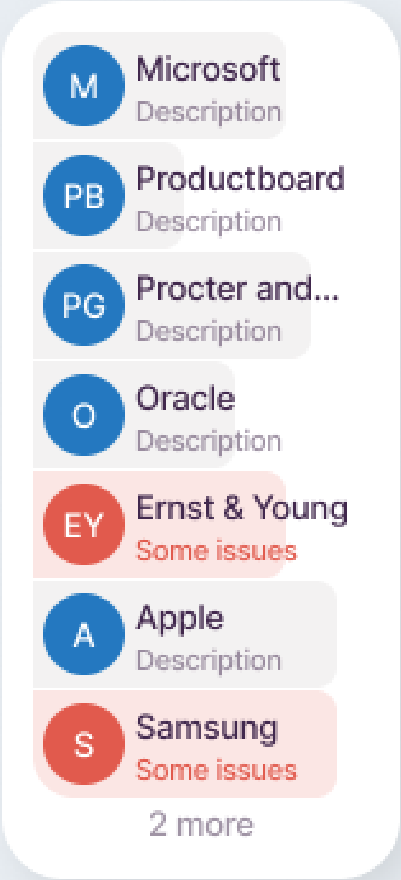 M
Microsoft
Description
PB
Productboard
Description
PG
Procter and...
Description
O
Oracle
Description
EY
Ernst & Young
Some issues
A
Apple
Description
S
Samsung
Some issues
2 more